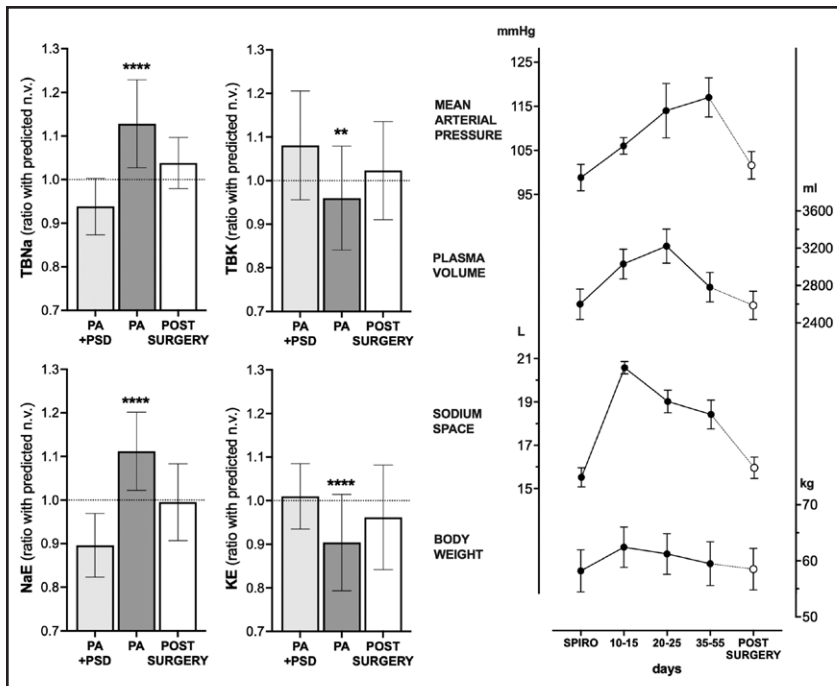 1.3
1.2
1.1
1.0
0.9
0.8
0.7
TBNa (ratio with predicted n.v.)
****
PA
+PSD
PA
POST
SURGERY
1.3
1.2
1.1
1.0
0.9
0.8
0.7
TBK (ratio with predicted n.v.)
**
PA
+PSD
PA
POST
SURGERY
1.3
1.2
1.1
1.0
0.9
0.8
0.7
NaE (ratio with predicted n.v.)
****
PA
+PSD
PA
POST
SURGERY
1.3
1.2
1.1
1.0
0.9
0.8
0.7
KE (ratio with predicted n.v.)
****
PA
+PSD
PA
POST
SURGERY
mmHg
125
115
105
95
MEAN
ARTERIAL
PRESSURE
ml
3600
3200
2800
2400
PLASMA
VOLUME
L
21
19
17
15
SODIUM
SPACE
kg
70
60
50
BODY
WEIGHT
SPIRO
10-15
20-25
35-55
POST
SURGERY
days